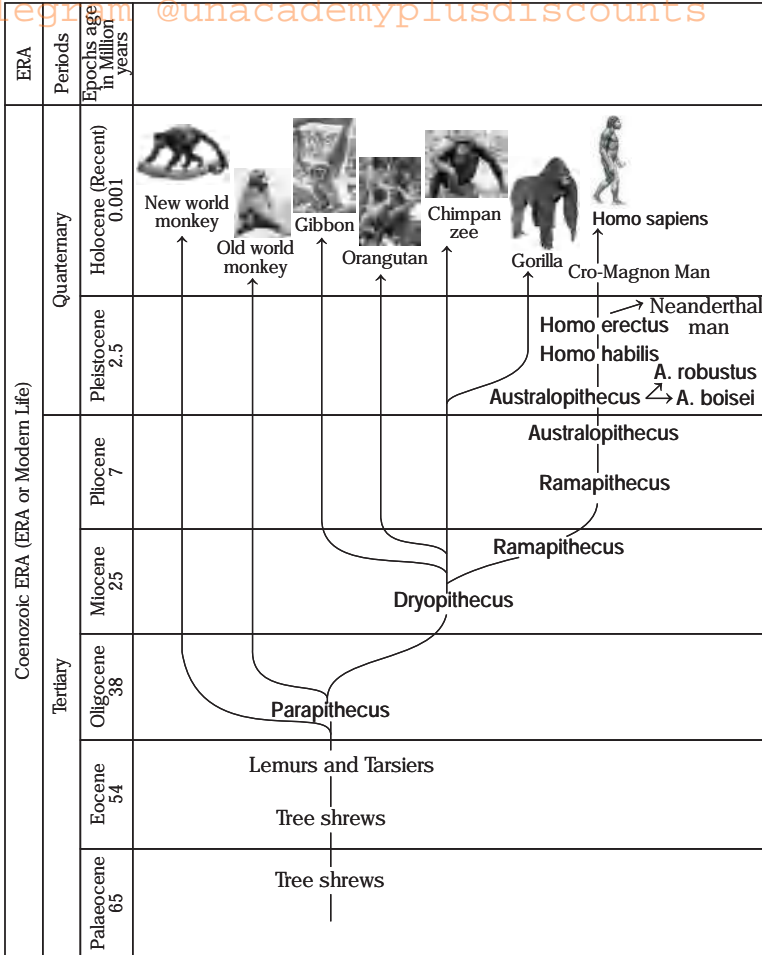 legram @unacademyplusdiscounts
ERA
Periods
Epochs age
in Million
years
Coenozoic ERA (ERA or Modern Life)
Quarternary
Tertiary
Holocene (Recent)
0.001
New world
monkey
Old world
monkey
Gibbon
Orangutan
Chimpan
zee
Gorilla
Homo sapiens
Cro-Magnon Man
Pleistocene
2.5
Neanderthal
man
Homo erectus
Homo habilis
A. robustus
Australopithecus
A. boisei
Pliocene
7
Australopithecus
Ramapithecus
Miocene
25
Ramapithecus
Dryopithecus
Oligocene
38
Parapithecus
Eocene
54
Lemurs and Tarsiers
Tree shrews
Palaeocene
65
Tree shrews